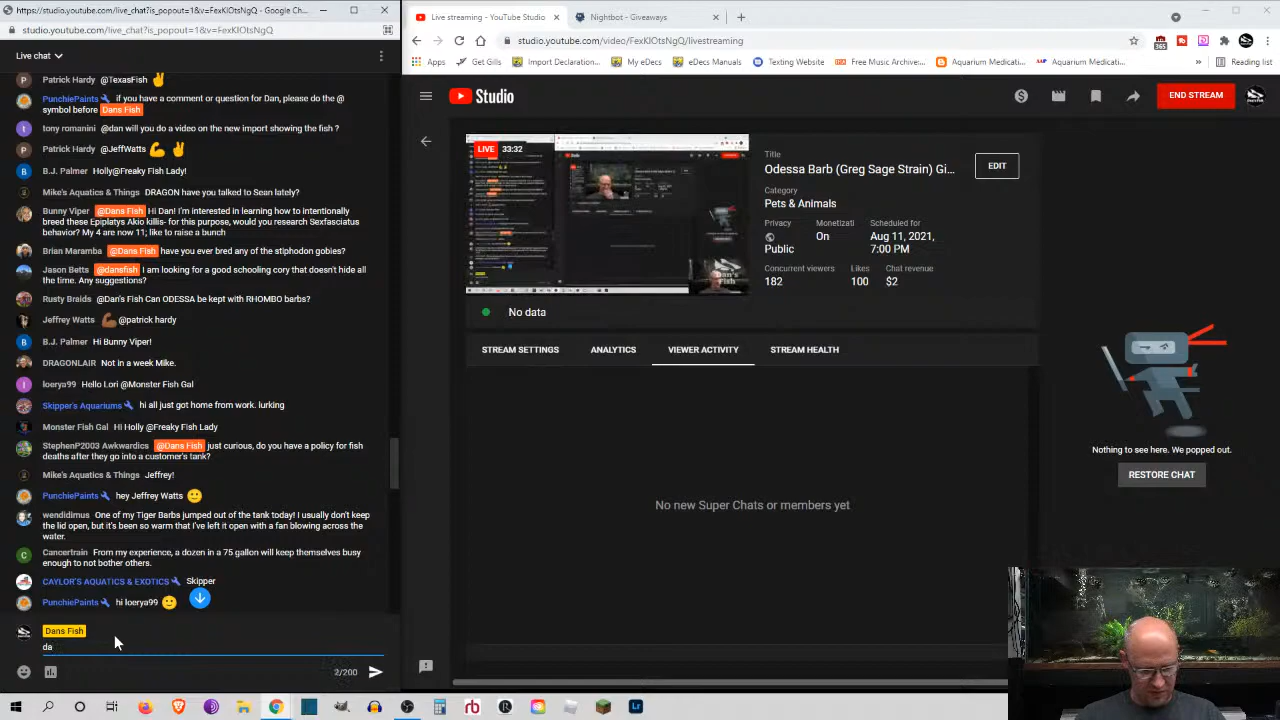 studio.youtube.com/live_chat?is_popout=1&v=FexKIOtsNgQ - Google Chr...
studio.youtube.com/live_chat?is_popout=1&v=FexKIOtsNgQ
Live chat
Patrick Hardy @TexasFish
PunchiePaints if you have a comment or question for Dan, please do the @
symbol before Dans Fish
tony romanini @dan will you do a video on the new import showing the fish ?
Patrick Hardy @JeffWatts
B.J. Palmer Holly@Freaky Fish Lady!
Mike's Aquatics & Things DRAGON have you talked to Sean lately?
Bunny Viper @Dans Fish Hi Dan! I'm interested in learning how to intentionally
breed these Epiplatys Akio killis- for this purpose, would you research Sexfasciatus
behavior? My 4 are now 11; like to raise a bunch
Brian Maramba @Dans Fish have you ordered any of the stiphodon gobies?
Jason Betts @dansfish I am looking for a good schooling cory that doesn't hide all
the time. Any suggestions?
Rusty Braids @Dan's Fish Can ODESSA be kept with RHOMBO barbs?
Jeffrey Watts @patrick hardy
B.J. Palmer Hi Bunny Viper!
DRAGONLAIR Not in a week Mike.
loerya99 Hello Lori @Monster Fish Gal
Skipper's Aquariums hi all just got home from work. lurking
Monster Fish Gal Hi Holly @Freaky Fish Lady
StephenP2003 Awkwardics @Dans Fish just curious, do you have a policy for fish
deaths after they go into a customer's tank?
Mike's Aquatics & Things Jeffrey!
PunchiePaints hey Jeffrey Watts
wendidimus One of my Tiger Barbs jumped out of the tank today! I usually don't keep
the lid open, but it's been so warm that I've left it open with a fan blowing across the
water.
Cancertrain From my experience, a dozen in a 75 gallon will keep themselves busy
enough to not bother others.
CAYLOR'S AQUATICS & EXOTICS Skipper
PunchiePaints hi loerya99
Dans Fish
da
2/200
Live streaming - YouTube Studio
Nightbot - Giveaways
studio.youtube.com/video/FexKIOtsNgQ/livestreaming
Apps Get Gills Import Declaration... My eDecs eDecs Manuals Texting Website Free Music Archive... Aquarium Medicati... Aquarium Medicati... Reading list
Studio
END STREAM
LIVE 33:32
Title
Odessa Barb (Greg Sage Strain) Gi...
EDIT
Category
Pets & Animals
Privacy Monetizati Scheduled for
Public On Aug 11, 2021,
7:00 PM
Concurrent viewers Likes Chat revenue
182 100 $2
Dan's
Fish
No data
STREAM SETTINGS ANALYTICS VIEWER ACTIVITY STREAM HEALTH
No new Super Chats or members yet
Nothing to see here. We popped out.
RESTORE CHAT